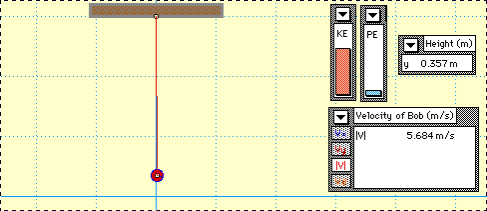 KE
PE
Height (m)
y 0.357 m
Velocity of Bob (m/s)
|V| 5.684 m/s
|V|